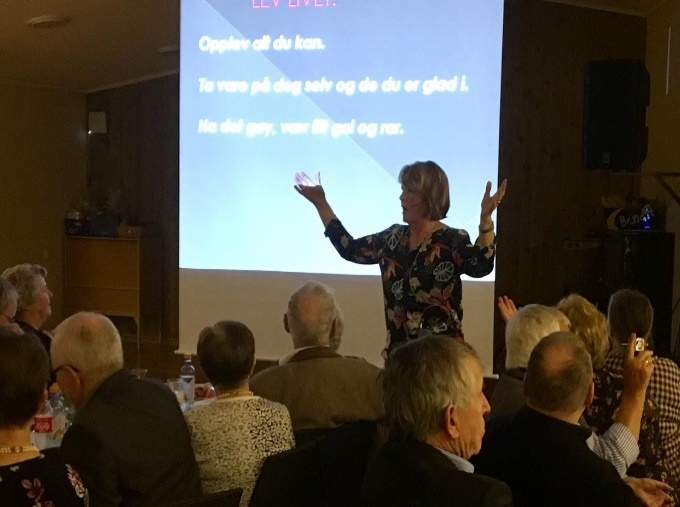 LEV LIVET!
Opplev alt du kan.
Ta vare på deg selv og de du er glad i.
Ha det gøy, vær litt gal og rar.